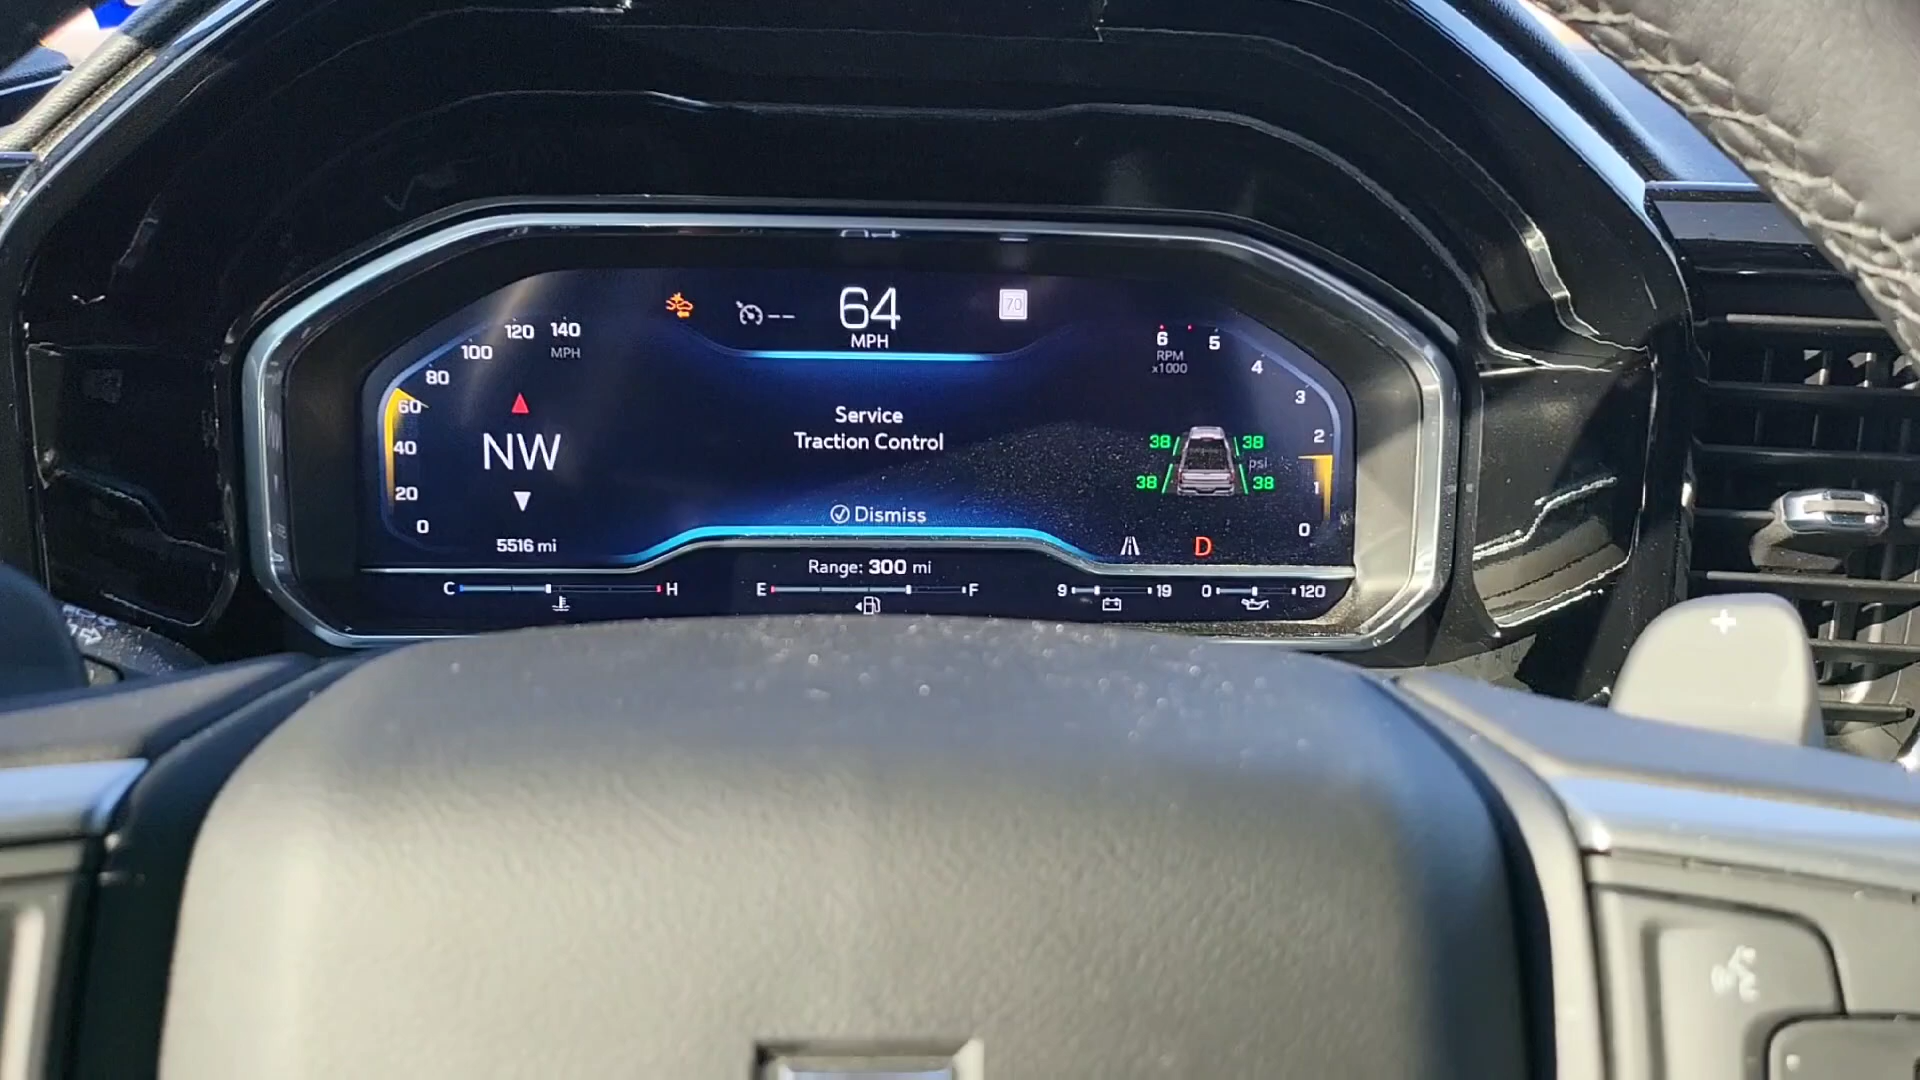 64
MPH
70
120 140
MPH
100
80
60
40
20
0
NW
5516 mi
Service
Traction Control
Dismiss
6 5
RPM
x1000
4
3
2
1
0
38 38
psi
38 38
D
Range: 300 mi
C H
E F
9 19
0 120
+